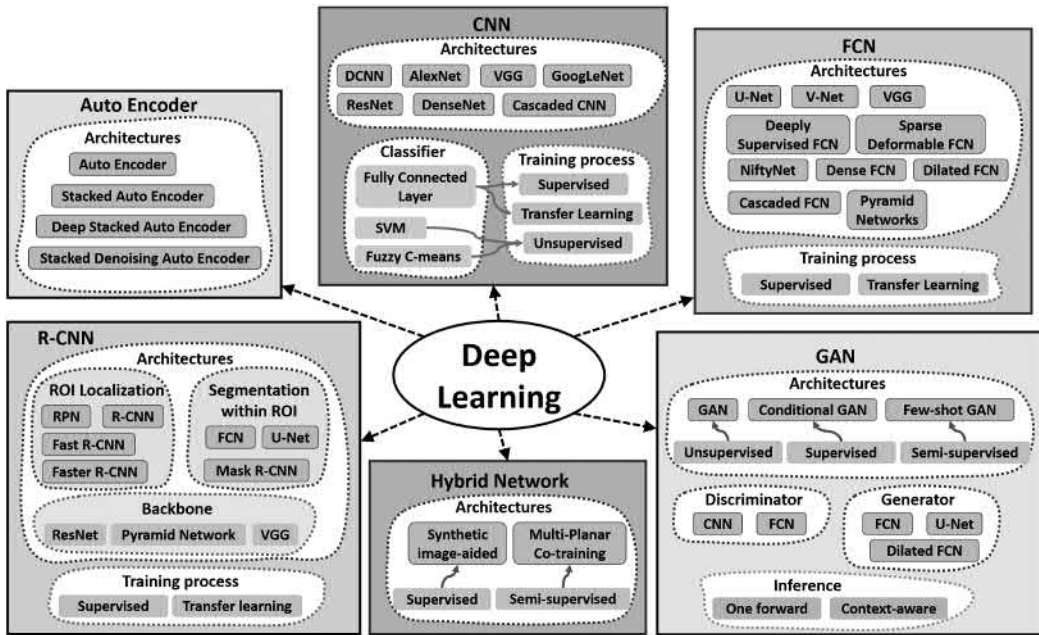 CNN
Architectures
DCNN AlexNet VGG GoogLeNet
ResNet DenseNet Cascaded CNN
Classifier
Fully Connected
Layer
SVM
Fuzzy C-means
Training process
Supervised
Transfer Learning
Unsupervised
FCN
Architectures
U-Net V-Net VGG
Deeply
Supervised FCN
Sparse
Deformable FCN
NiftyNet Dense FCN Dilated FCN
Cascaded FCN
Pyramid
Networks
Training process
Supervised Transfer Learning
Auto Encoder
Architectures
Auto Encoder
Stacked Auto Encoder
Deep Stacked Auto Encoder
Stacked Denoising Auto Encoder
Deep
Learning
R-CNN
Architectures
ROI Localization
RPN R-CNN
Fast R-CNN
Faster R-CNN
Segmentation
within ROI
FCN U-Net
Mask R-CNN
Backbone
ResNet Pyramid Network VGG
Training process
Supervised Transfer learning
Hybrid Network
Architectures
Synthetic
image-aided
Multi-Planar
Co-training
Supervised Semi-supervised
GAN
Architectures
GAN Conditional GAN Few-shot GAN
Unsupervised Supervised Semi-supervised
Discriminator
CNN FCN
Generator
FCN U-Net
Dilated FCN
Inference
One forward Context-aware